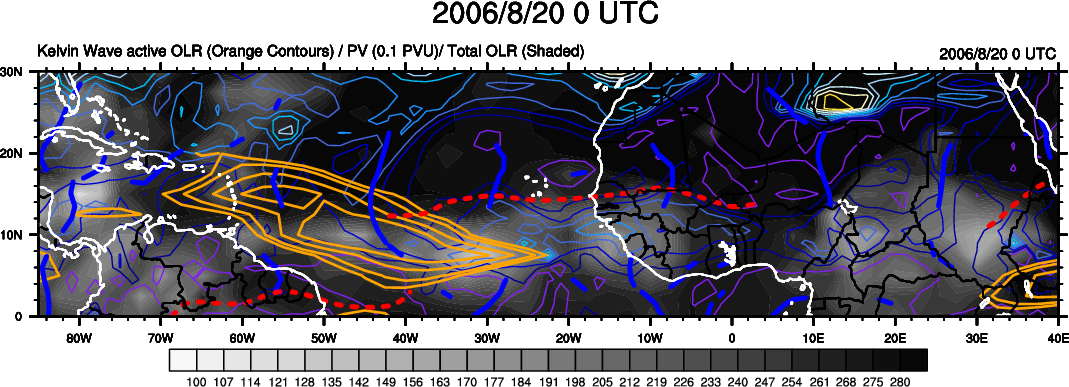 2006/8/20 0 UTC
Kelvin Wave active OLR (Orange Contours) / PV (0.1 PVU)/ Total OLR (Shaded)
2006/8/20 0 UTC
30N
20N
10N
0
80W 70W 60W 50W 40W 30W 20W 10W 0 10E 20E 30E 40E
100 107 114 121 128 135 142 149 156 163 170 177 184 191 198 205 212 219 226 233 240 247 254 261 268 275 280